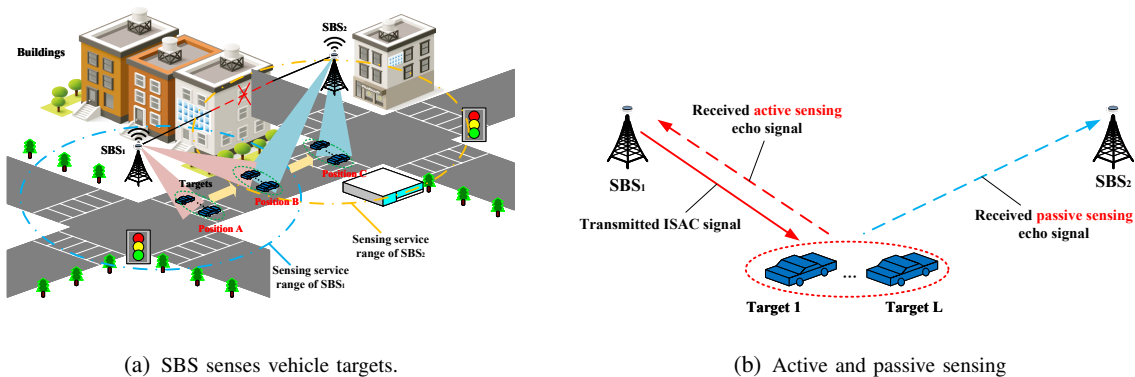 SBS₂
Buildings
SBS₁
Targets
Position C
Position B
Position A
Sensing service
range of SBS₂
Sensing service
range of SBS₁
(a) SBS senses vehicle targets.
Received active sensing
echo signal
SBS₁
SBS₂
Transmitted ISAC signal
Received passive sensing
echo signal
...
Target 1
Target L
(b) Active and passive sensing